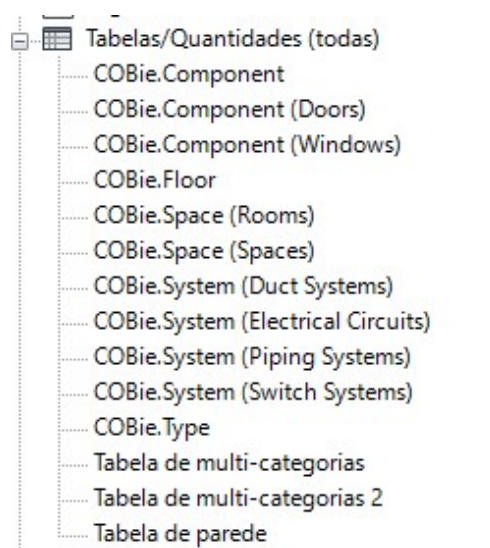 Tabelas/Quantidades (todas)
COBie.Component
COBie.Component (Doors)
COBie.Component (Windows)
COBie.Floor
COBie.Space (Rooms)
COBie.Space (Spaces)
COBie.System (Duct Systems)
COBie.System (Electrical Circuits)
COBie.System (Piping Systems)
COBie.System (Switch Systems)
COBie.Type
Tabela de multi-categorias
Tabela de multi-categorias 2
Tabela de parede